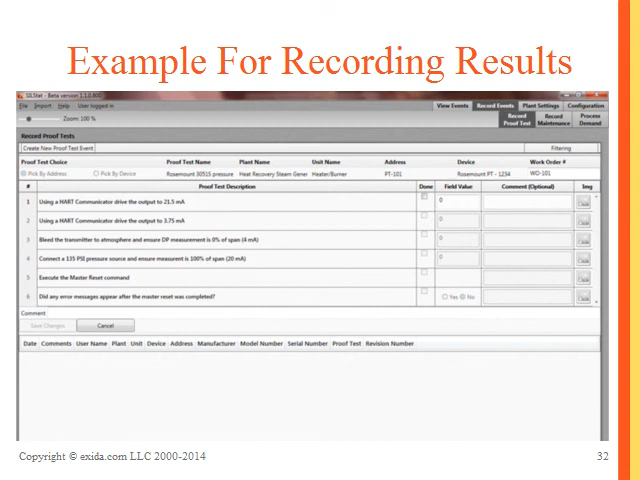 Example For Recording Results
SILStat - Beta version 1.1.0.800
File Import Help User logged in
View Events Record Events Plant Settings Configuration
Zoom: 100 %
Record Proof Test Record Maintenance Process Demand
Record Proof Tests
Create New Proof Test Event
Filtering
Proof Test Choice Proof Test Name Plant Name Unit Name Address Device Work Order #
Pick By Address Pick By Device Rosemount 3051S pressure Heat Recovery Steam Gener Heater/Burner PT-101 Rosemount PT - 1234 WO-101
# Proof Test Description Done Field Value Comment (Optional) Img
1 Using a HART Communicator drive the output to 21.5 mA 0
2 Using a HART Communicator drive the output to 3.75 mA 0
3 Bleed the transmitter to atmosphere and ensure DP measurement is 0% of span (4 mA) 0
4 Connect a 135 PSI pressure source and ensure measurent is 100% of span (20 mA) 0
5 Execute the Master Reset command
6 Did any error messages appear after the master reset was completed? Yes No
Comment
Save Changes Cancel
Date Comments User Name Plant Unit Device Address Manufacturer Model Number Serial Number Proof Test Revision Number
Copyright © exida.com LLC 2000-2014
32